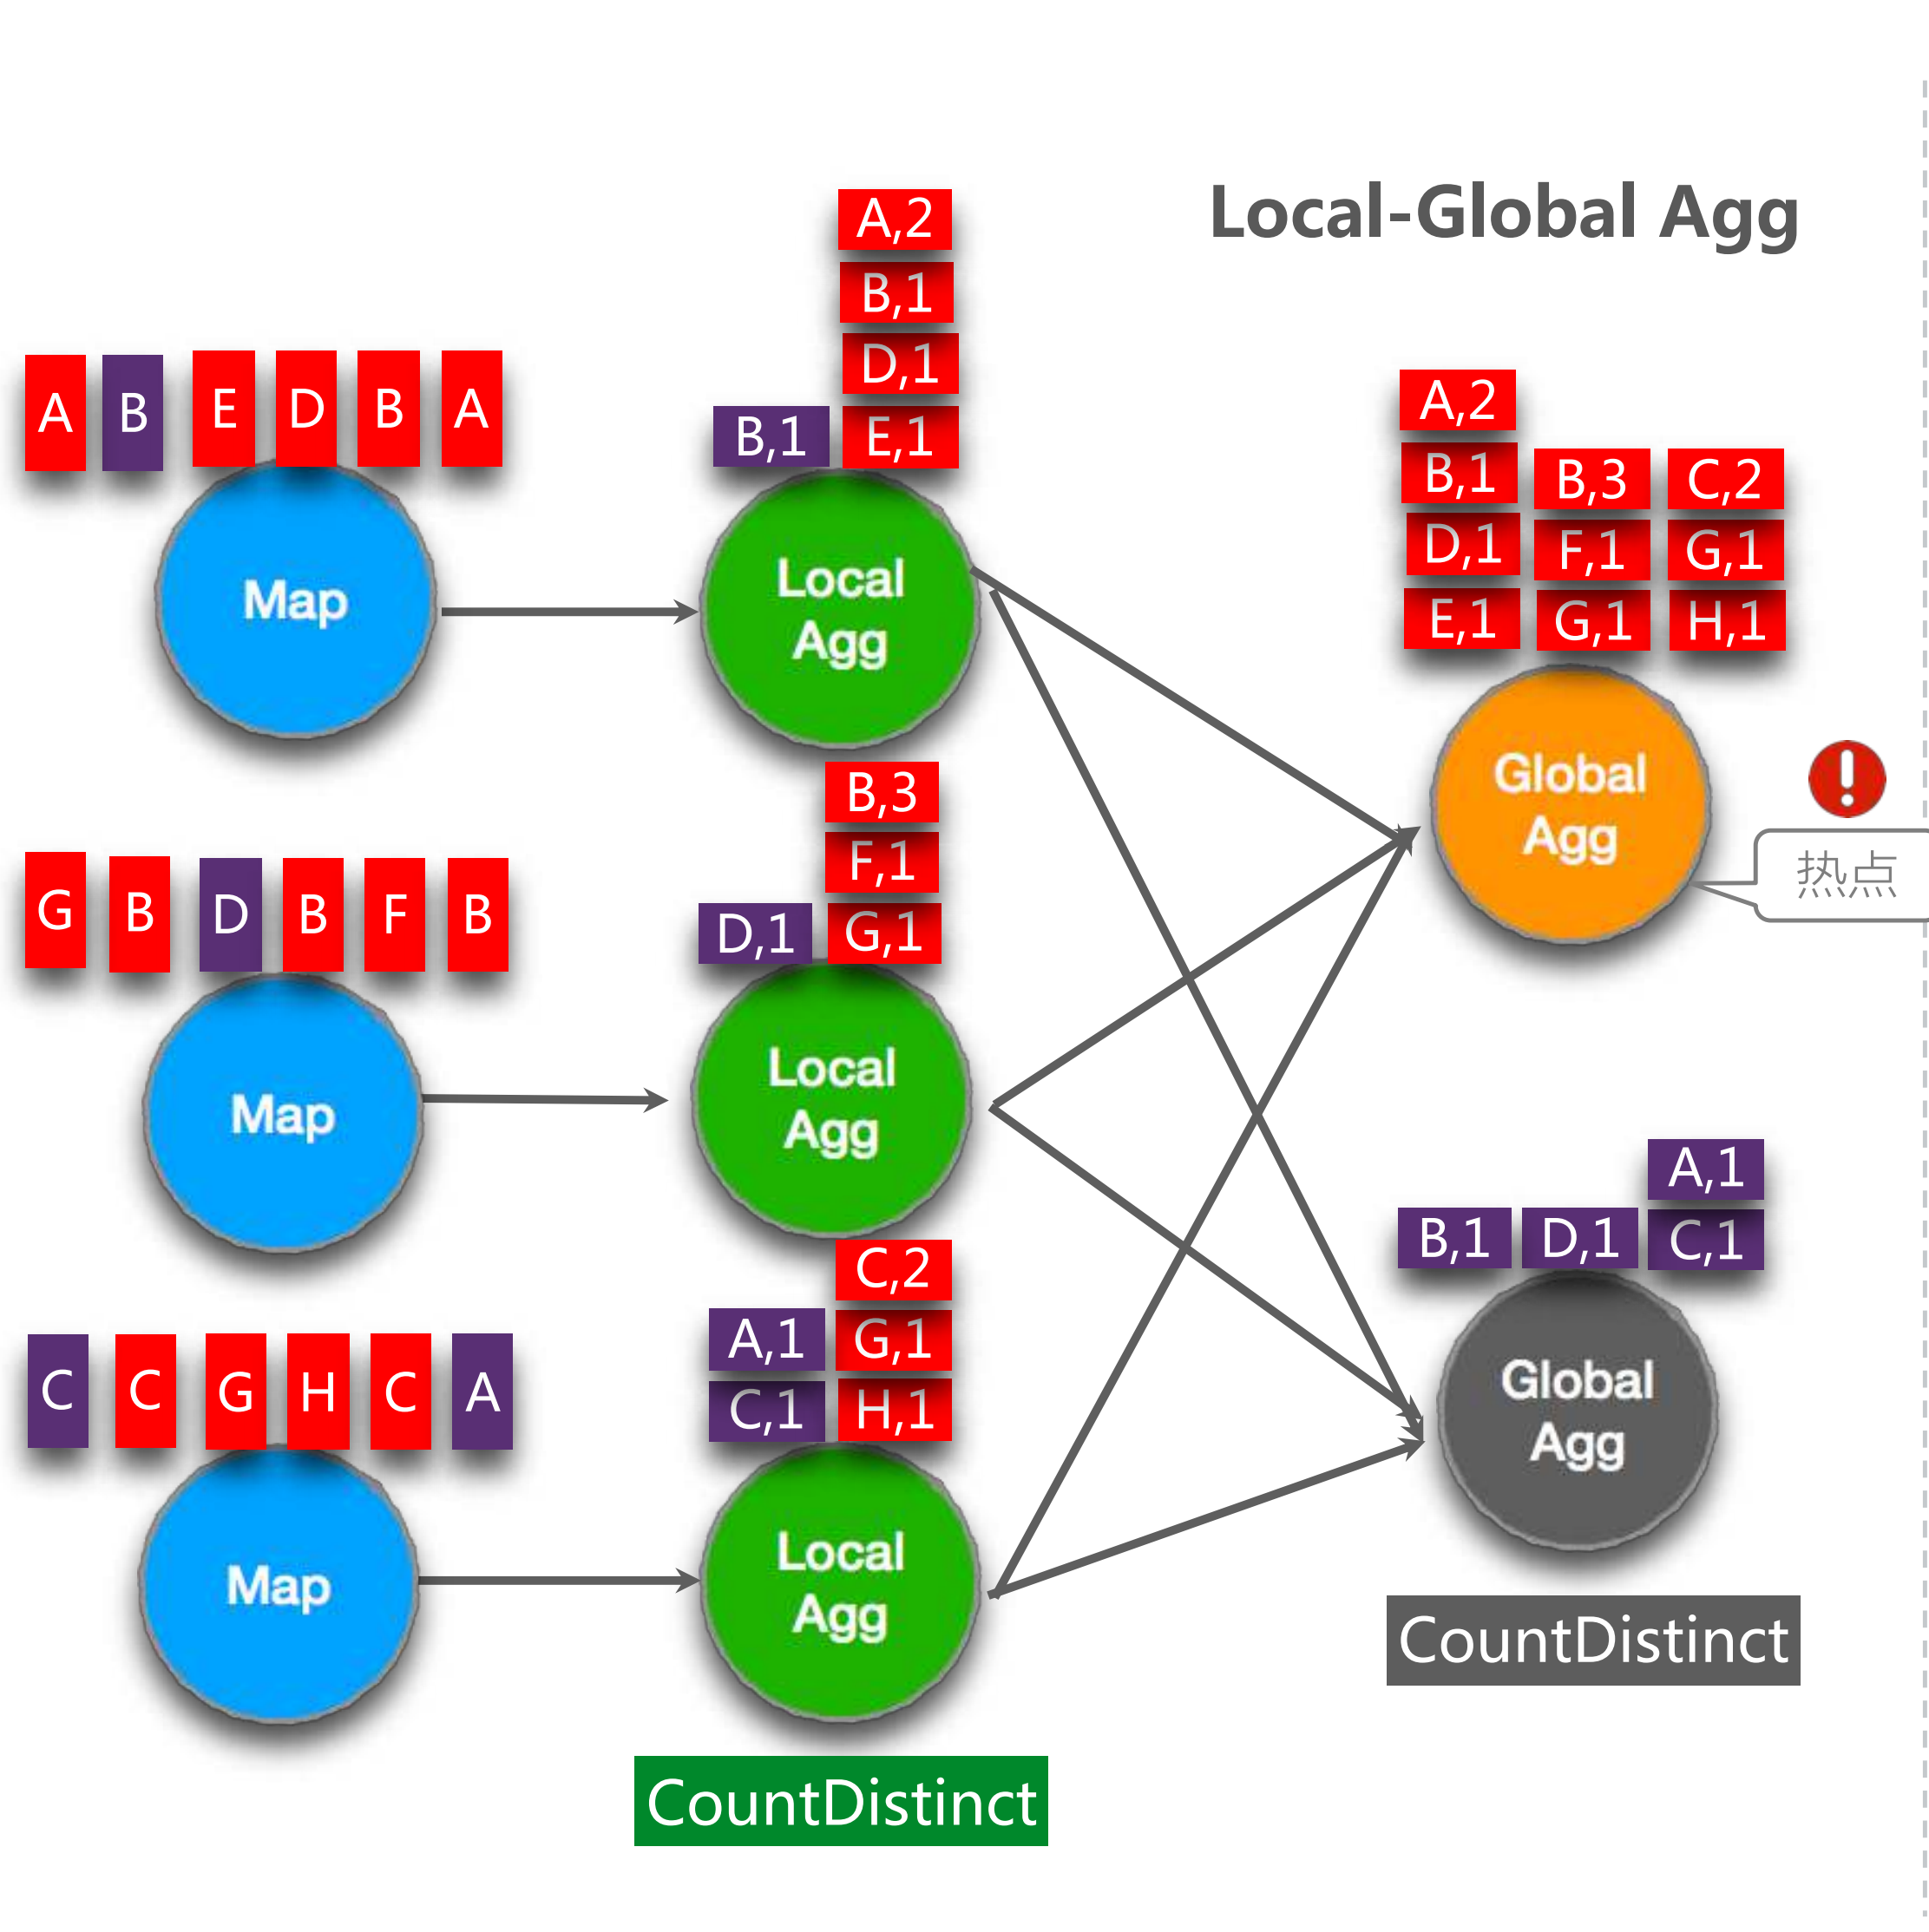 Local-Global Agg
A B E D B A
Map
A,2
B,1
D,1
B,1 E,1
Local
Agg
G B D B F B
Map
B,3
F,1
D,1 G,1
Local
Agg
C C G H C A
Map
C,2
A,1 G,1
C,1 H,1
Local
Agg
CountDistinct
A,2
B,1 B,3 C,2
D,1 F,1 G,1
E,1 G,1 H,1
Global
Agg
热点
A,1
B,1 D,1 C,1
Global
Agg
CountDistinct